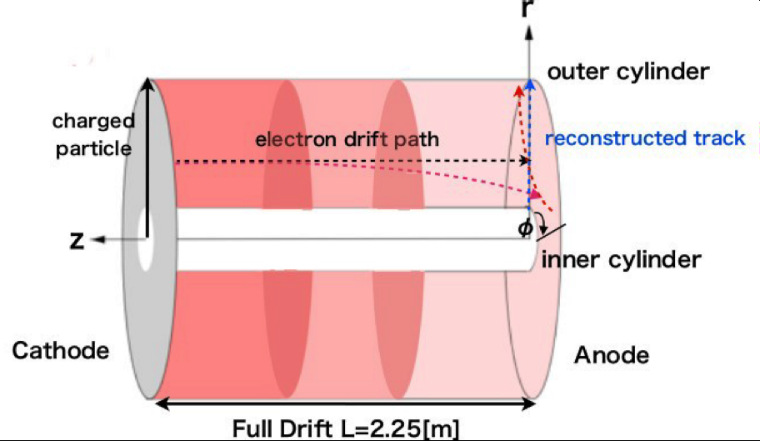 r
outer cylinder
charged
particle
electron drift path
reconstructed track
z
ϕ
inner cylinder
Cathode
Anode
Full Drift L=2.25[m]